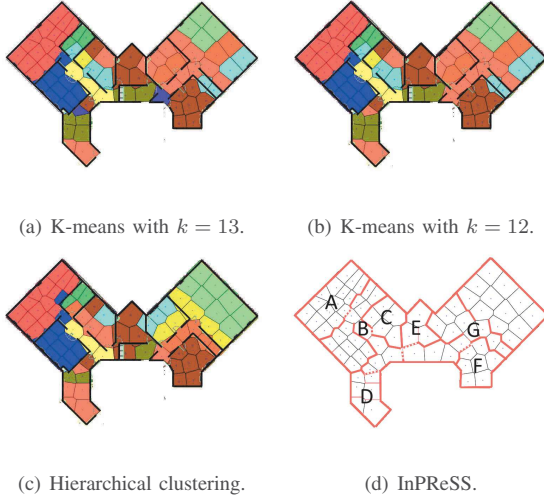 (a) K-means with k = 13.
(b) K-means with k = 12.
A
B
C
E
G
F
D
(c) Hierarchical clustering.
(d) InPReSS.